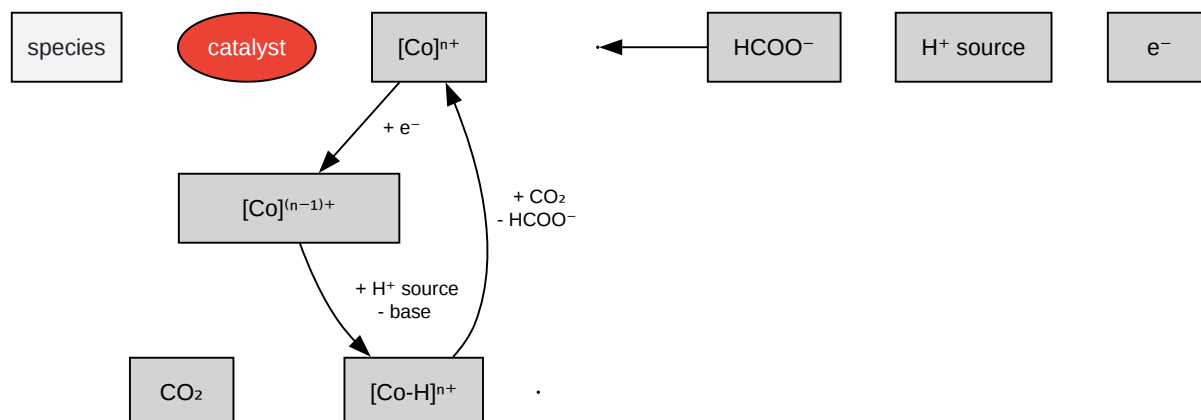 species
catalyst
[Co]ⁿ⁺
HCOO⁻
H⁺ source
e⁻
+ e⁻
[Co]⁽ⁿ⁻¹⁾⁺
+ CO₂
- HCOO⁻
+ H⁺ source
- base
CO₂
[Co-H]ⁿ⁺